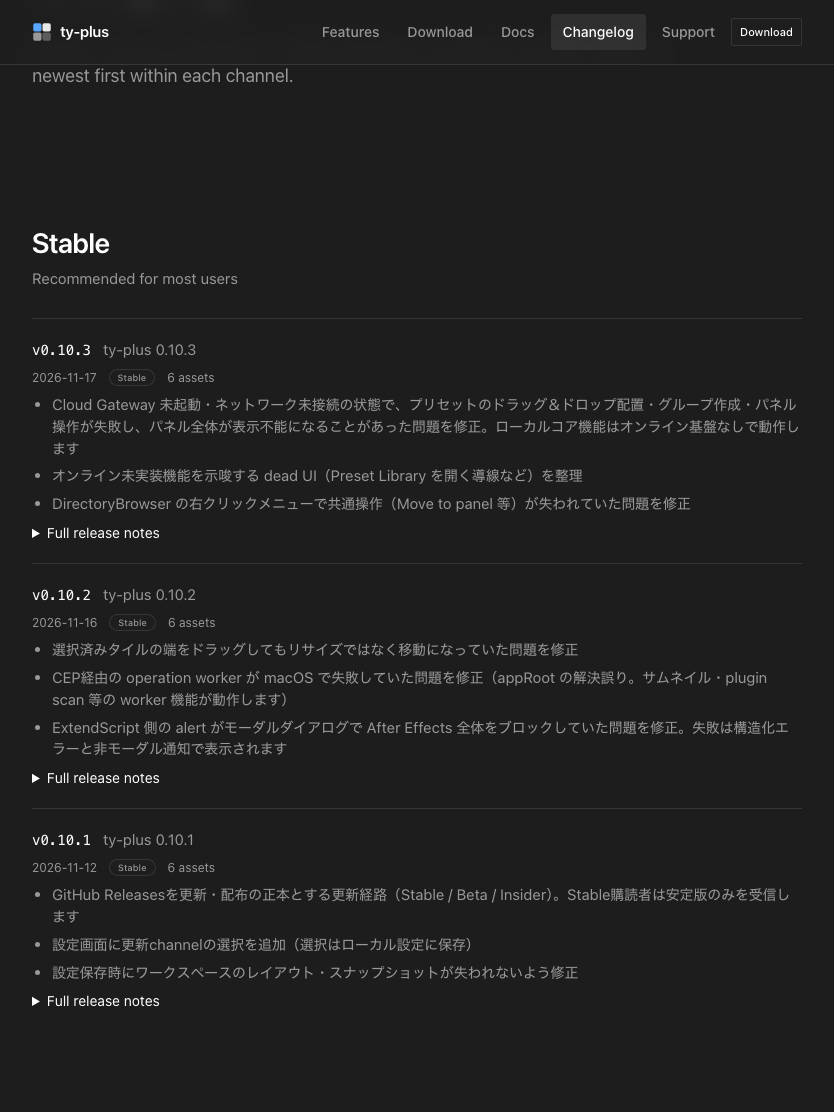 ty-plus
Features
Download
Docs
Changelog
Support
Download
newest first within each channel.
Stable
Recommended for most users
v0.10.3 ty-plus 0.10.3
2026-11-17 Stable 6 assets
• Cloud Gateway 未起動・ネットワーク未接続の状態で、プリセットのドラッグ＆ドロップ配置・グループ作成・パネル
操作が失敗し、パネル全体が表示不能になることがあった問題を修正。ローカルコア機能はオンライン基盤なしで動作し
ます
• オンライン未実装機能を示唆する dead UI（Preset Library を開く導線など）を整理
• DirectoryBrowser の右クリックメニューで共通操作（Move to panel 等）が失われていた問題を修正
▶ Full release notes
v0.10.2 ty-plus 0.10.2
2026-11-16 Stable 6 assets
• 選択済みタイルの端をドラッグしてもリサイズではなく移動になっていた問題を修正
• CEP経由の operation worker が macOS で失敗していた問題を修正（appRoot の解決誤り。サムネイル・plugin
scan 等の worker 機能が動作します）
• ExtendScript 側の alert がモーダルダイアログで After Effects 全体をブロックしていた問題を修正。失敗は構造化エ
ラーと非モーダル通知で表示されます
▶ Full release notes
v0.10.1 ty-plus 0.10.1
2026-11-12 Stable 6 assets
• GitHub Releasesを更新・配布の正本とする更新経路（Stable / Beta / Insider）。Stable購読者は安定版のみを受信し
ます
• 設定画面に更新channelの選択を追加（選択はローカル設定に保存）
• 設定保存時にワークスペースのレイアウト・スナップショットが失われないよう修正
▶ Full release notes